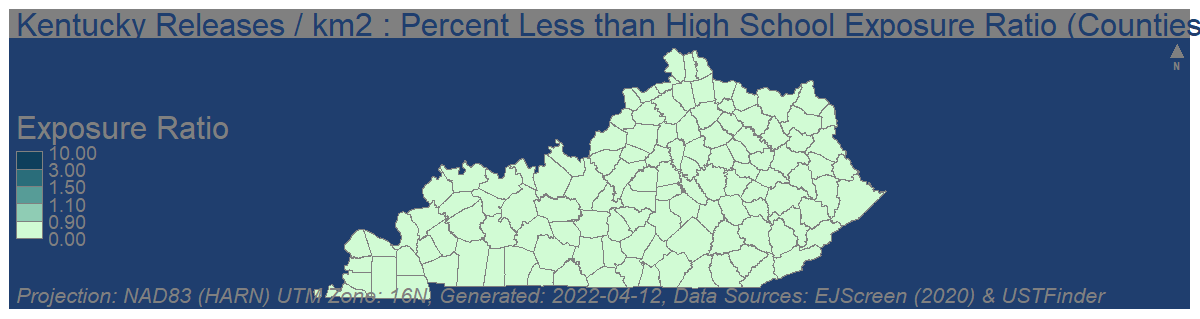 Kentucky Releases / km2 : Percent Less than High School Exposure Ratio (Counties
N
Exposure Ratio
10.00
3.00
1.50
1.10
0.90
0.00
Projection: NAD83 (HARN) UTM Zone: 16N, Generated: 2022-04-12, Data Sources: EJScreen (2020) & USTFinder